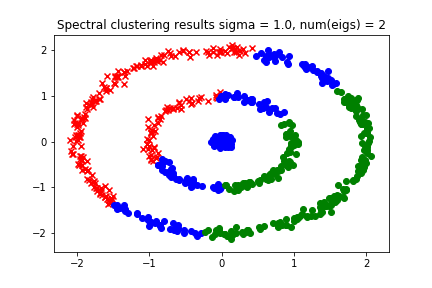 Spectral clustering results sigma = 1.0, num(eigs) = 2
2
1
0
−1
−2
−2 −1 0 1 2